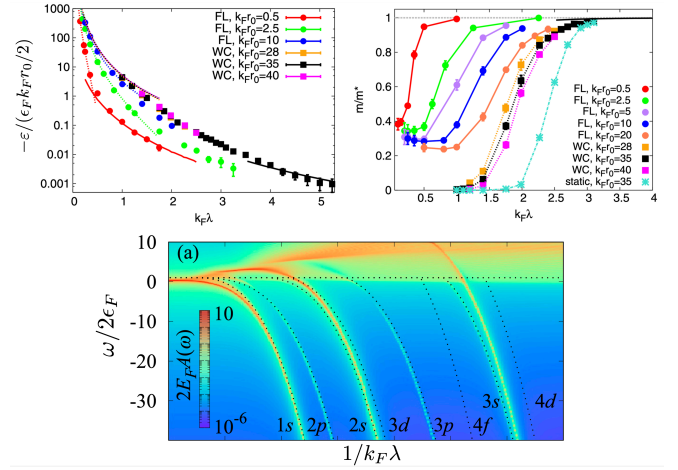 1000
100
10
1
0.1
0.01
0.001
0
1
2
3
4
5
−ε/(ϵ_F k_F r_0/2)
k_Fλ
FL, k_Fr_0=0.5
FL, k_Fr_0=2.5
FL, k_Fr_0=10
WC, k_Fr_0=28
WC, k_Fr_0=35
WC, k_Fr_0=40
1
0.8
0.6
0.4
0.2
0
0.5
1
1.5
2
2.5
3
3.5
4
m/m*
k_Fλ
FL, k_Fr_0=0.5
FL, k_Fr_0=2.5
FL, k_Fr_0=5
FL, k_Fr_0=10
FL, k_Fr_0=20
WC, k_Fr_0=28
WC, k_Fr_0=35
WC, k_Fr_0=40
static, k_Fr_0=35
(a)
10
0
-10
-20
-30
ω/2ϵ_F
10
10^-6
2E_F A(ω)
1s
2p
2s
3d
3p
4f
3s
4d
1/k_Fλ